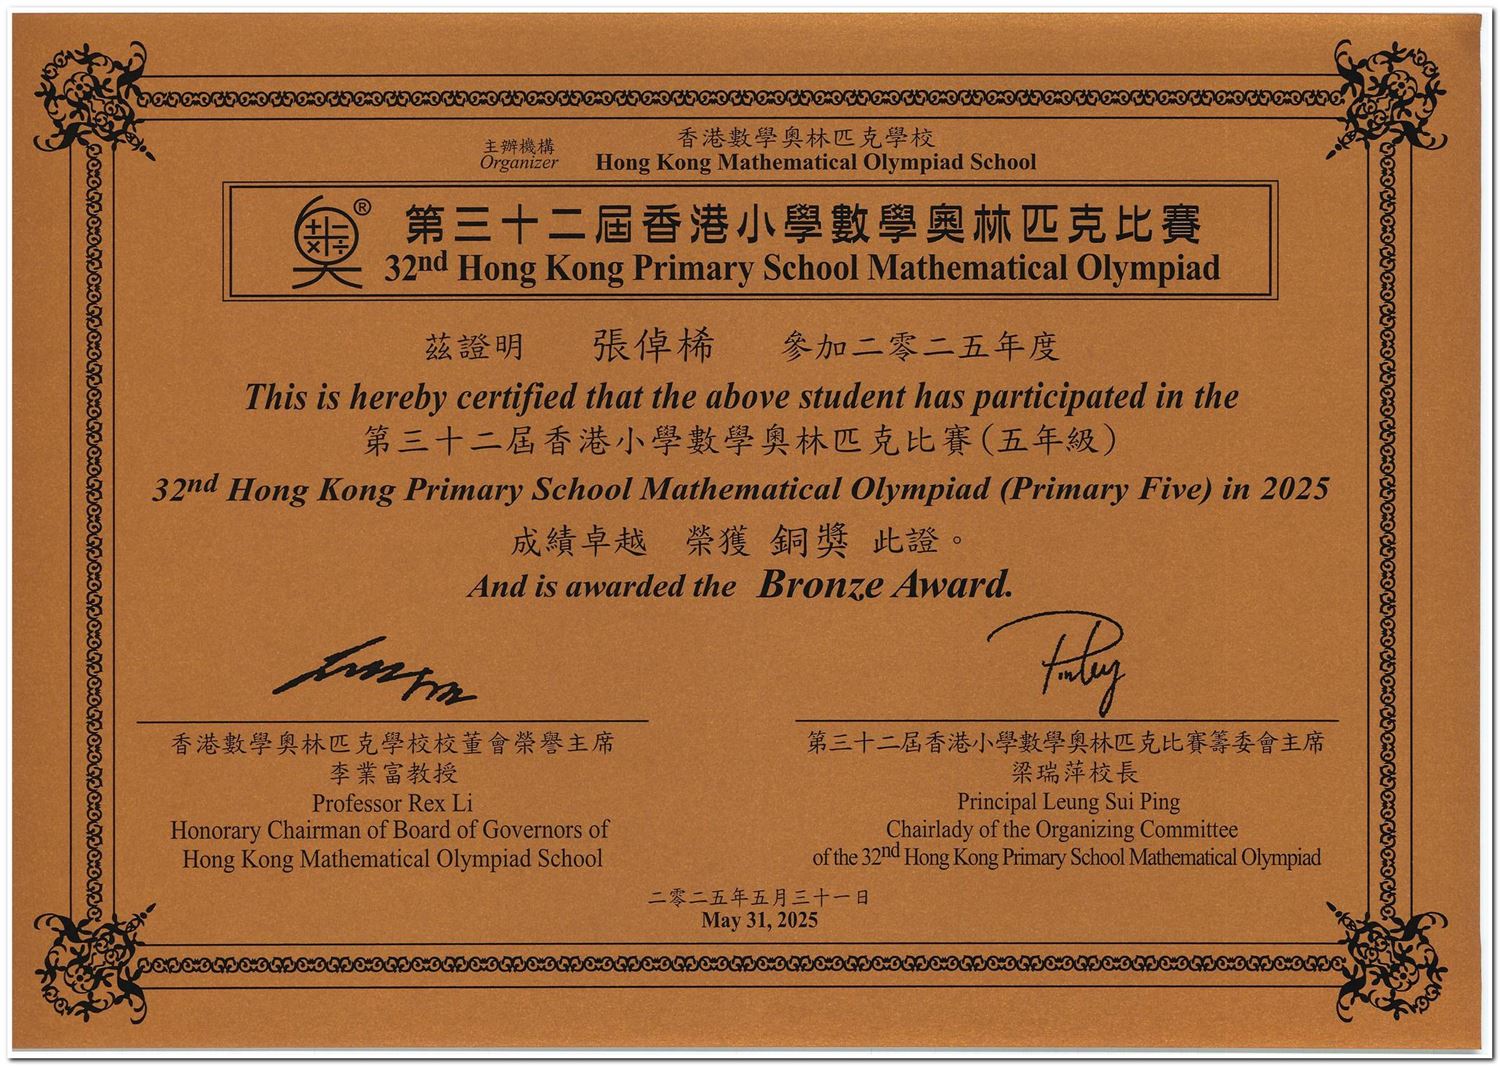 主辦機構 香港數學奧林匹克學校
Organizer Hong Kong Mathematical Olympiad School
® 第三十二屆香港小學數學奧林匹克比賽
32nd Hong Kong Primary School Mathematical Olympiad
茲證明 張倬桸 參加二零二五年度
This is hereby certified that the above student has participated in the
第三十二屆香港小學數學奧林匹克比賽(五年級)
32nd Hong Kong Primary School Mathematical Olympiad (Primary Five) in 2025
成績卓越 榮獲 銅獎 此證。
And is awarded the Bronze Award.
香港數學奧林匹克學校校董會榮譽主席
李業富教授
Professor Rex Li
Honorary Chairman of Board of Governors of
Hong Kong Mathematical Olympiad School
第三十二屆香港小學數學奧林匹克比賽籌委會主席
梁瑞萍校長
Principal Leung Sui Ping
Chairlady of the Organizing Committee
of the 32nd Hong Kong Primary School Mathematical Olympiad
二零二五年五月三十一日
May 31, 2025